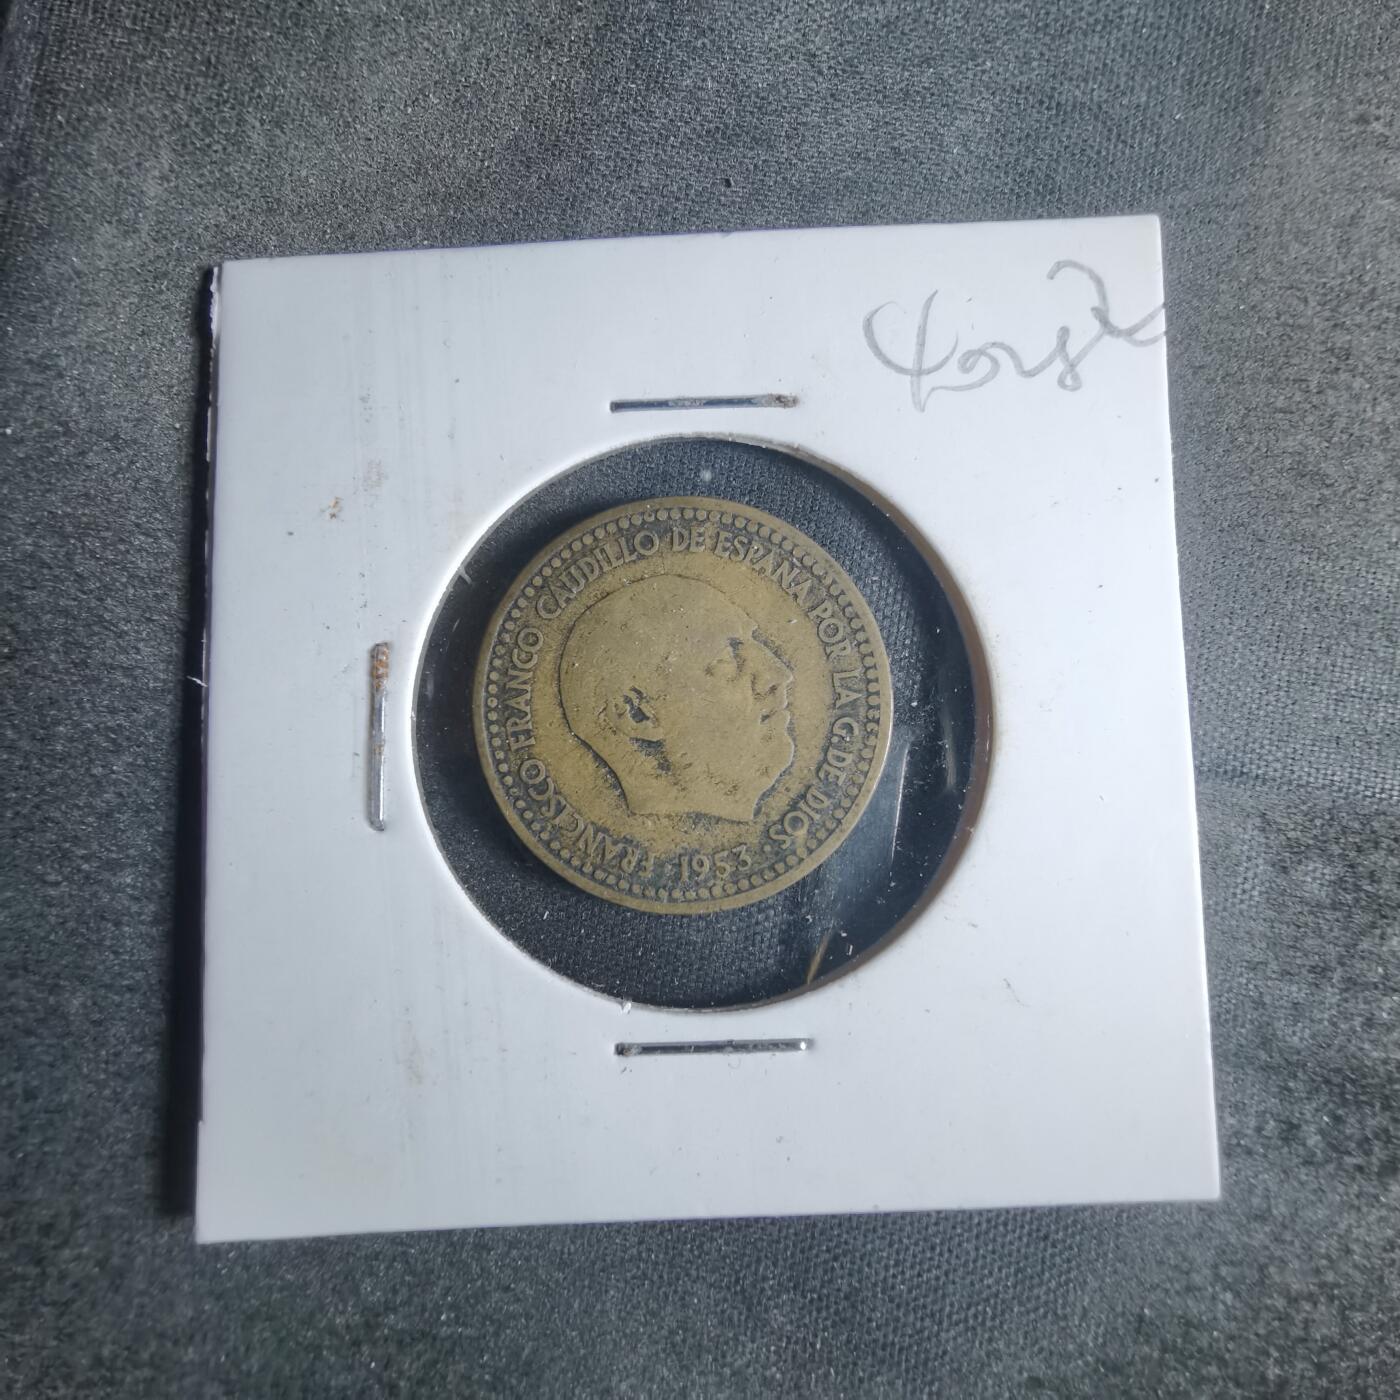 FRANCISCO FRANCO CAUDILLO DE ESPAÑA POR LA G. DE DIOS
· 1953 ·